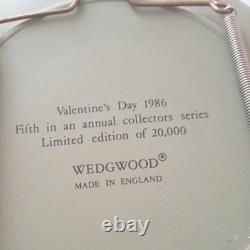 Valentine's Day 1986
Fifth in an annual collectors series
Limited edition of 20,000
WEDGWOOD®
MADE IN ENGLAND